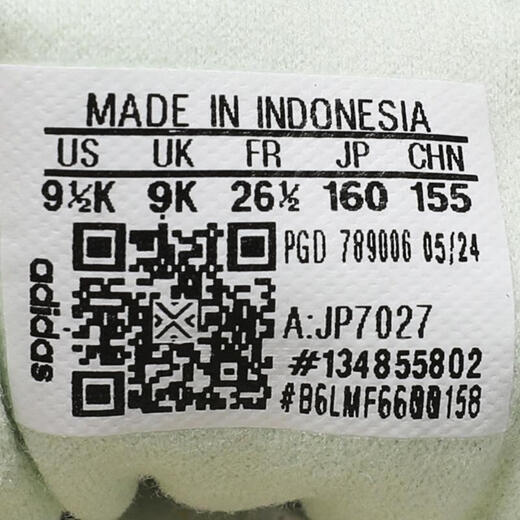 MADE IN INDONESIA
US UK FR JP CHN
9½K 9K 26½ 160 155
adidas
PGD 789006 05/24
A:JP7027
#134855802
#B6LMF6600158